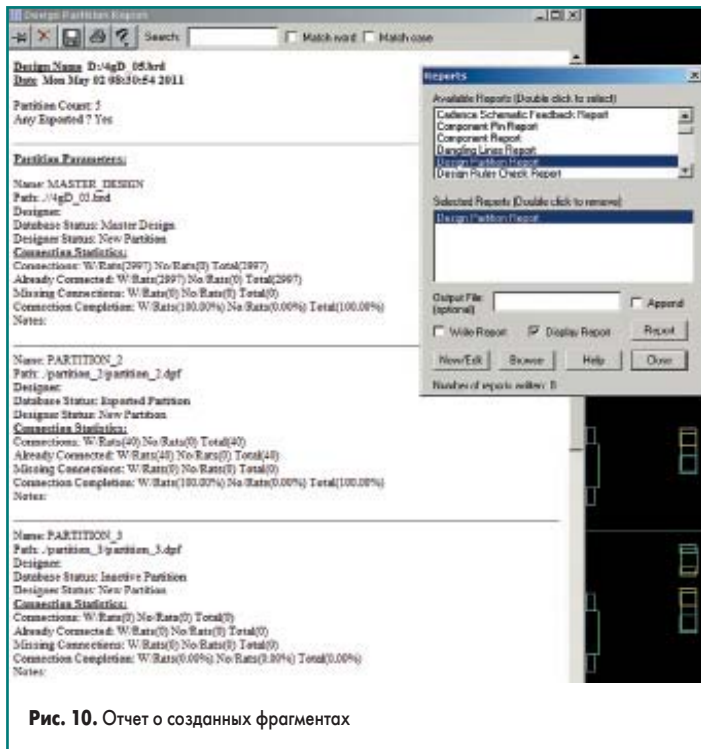 Design Partition Report
Search:
Match word
Match case
Design Name D:/4gD_05.brd
Date Mon May 02 08:30:54 2011
Partition Count: 5
Any Exported ? Yes
Partition Parameters:
Name: MASTER_DESIGN
Path: .//4gD_03.brd
Designer:
Database Status: Master Design
Designer Status: New Partition
Connection Statistics:
Connections: W/Rats(2997) No/Rats(0) Total(2997)
Already Connected: W/Rats(2997) No/Rats(0) Total(2997)
Missing Connections: W/Rats(0) No/Rats(0) Total(0)
Connection Completion: W/Rats(100.00%) No/Rats(0.00%) Total(100.00%)
Notes:
Name: PARTITION_2
Path: ./partition_2/partition_2.dpf
Designer:
Database Status: Exported Partition
Designer Status: New Partition
Connection Statistics:
Connections: W/Rats(40) No/Rats(0) Total(40)
Already Connected: W/Rats(40) No/Rats(0) Total(40)
Missing Connections: W/Rats(0) No/Rats(0) Total(0)
Connection Completion: W/Rats(100.00%) No/Rats(0.00%) Total(100.00%)
Notes:
Name: PARTITION_3
Path: ./partition_3/partition_3.dpf
Designer:
Database Status: Inactive Partition
Designer Status: New Partition
Connection Statistics:
Connections: W/Rats(0) No/Rats(0) Total(0)
Already Connected: W/Rats(0) No/Rats(0) Total(0)
Missing Connections: W/Rats(0) No/Rats(0) Total(0)
Connection Completion: W/Rats(0.00%) No/Rats(0.00%) Total(0.00%)
Notes:
Reports
Available Reports (Double click to select)
Cadence Schematic Feedback Report
Component Pin Report
Component Report
Dangling Lines Report
Design Partition Report
Design Rules Check Report
Selected Reports (Double click to remove)
Design Partition Report
Output File:
(optional)
Append
Write Report
Display Report
Report
New/Edit
Browse
Help
Close
Number of reports written: 0
Рис. 10. Отчет о созданных фрагментах